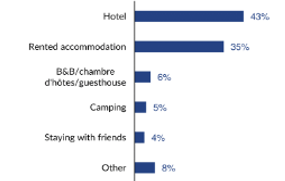 Hotel 43%
Rented accommodation 35%
B&B/chambre
d'hôtes/guesthouse 6%
Camping 5%
Staying with friends 4%
Other 8%